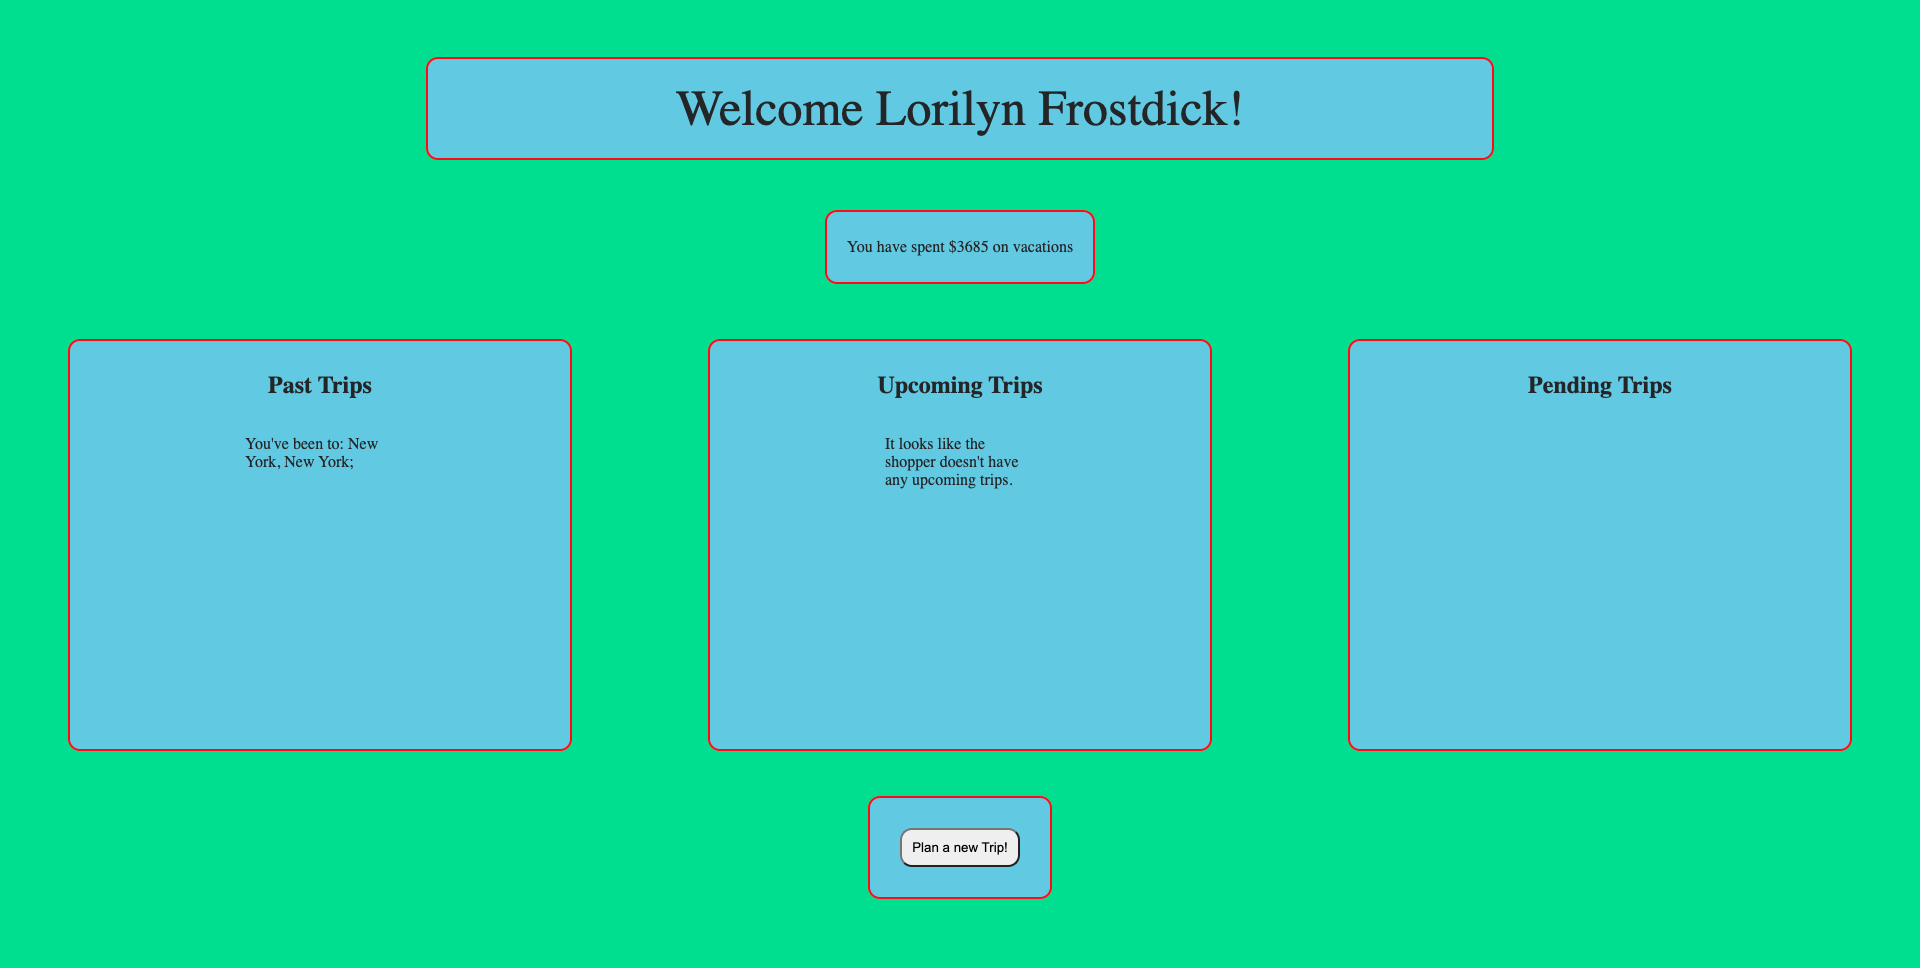 Welcome Lorilyn Frostdick!
You have spent $3685 on vacations
Past Trips
You've been to: New
York, New York;
Upcoming Trips
It looks like the
shopper doesn't have
any upcoming trips.
Pending Trips
Plan a new Trip!